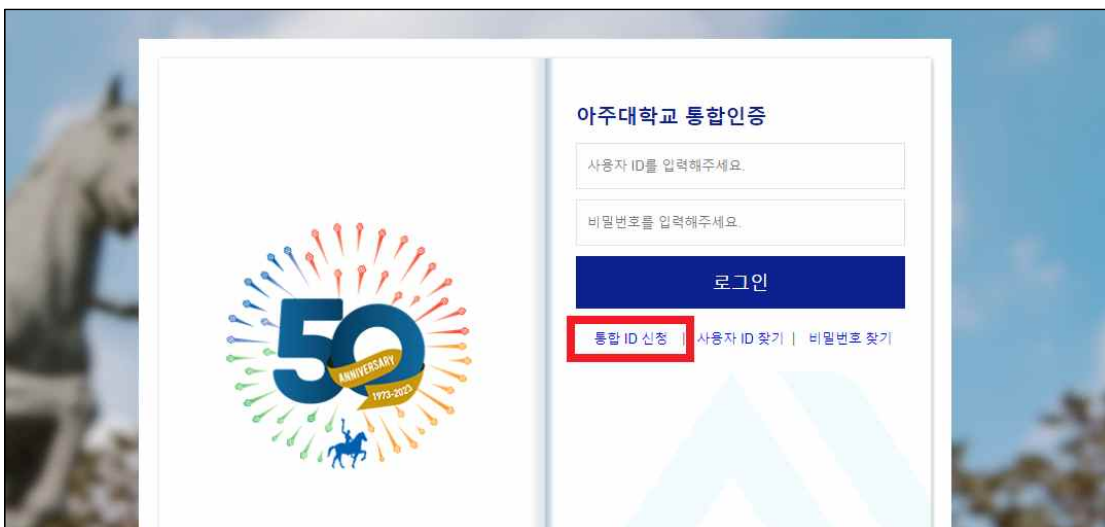 아주대학교 통합인증
사용자 ID를 입력해주세요.
비밀번호를 입력해주세요.
로그인
통합 ID 신청 | 사용자 ID 찾기 | 비밀번호 찾기
50
ANNIVERSARY
1973-2023